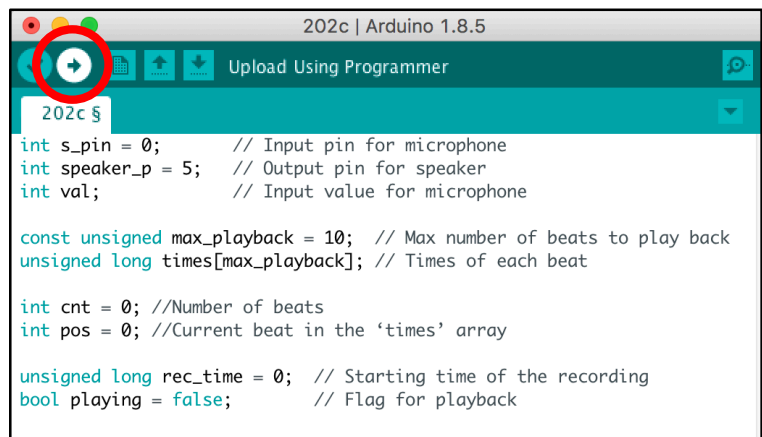 202c | Arduino 1.8.5
Upload Using Programmer
202c §
int s_pin = 0;       // Input pin for microphone
int speaker_p = 5;   // Output pin for speaker
int val;             // Input value for microphone
const unsigned max_playback = 10;  // Max number of beats to play back
unsigned long times[max_playback]; // Times of each beat
int cnt = 0; //Number of beats
int pos = 0; //Current beat in the ‘times’ array
unsigned long rec_time = 0;  // Starting time of the recording
bool playing = false;        // Flag for playback